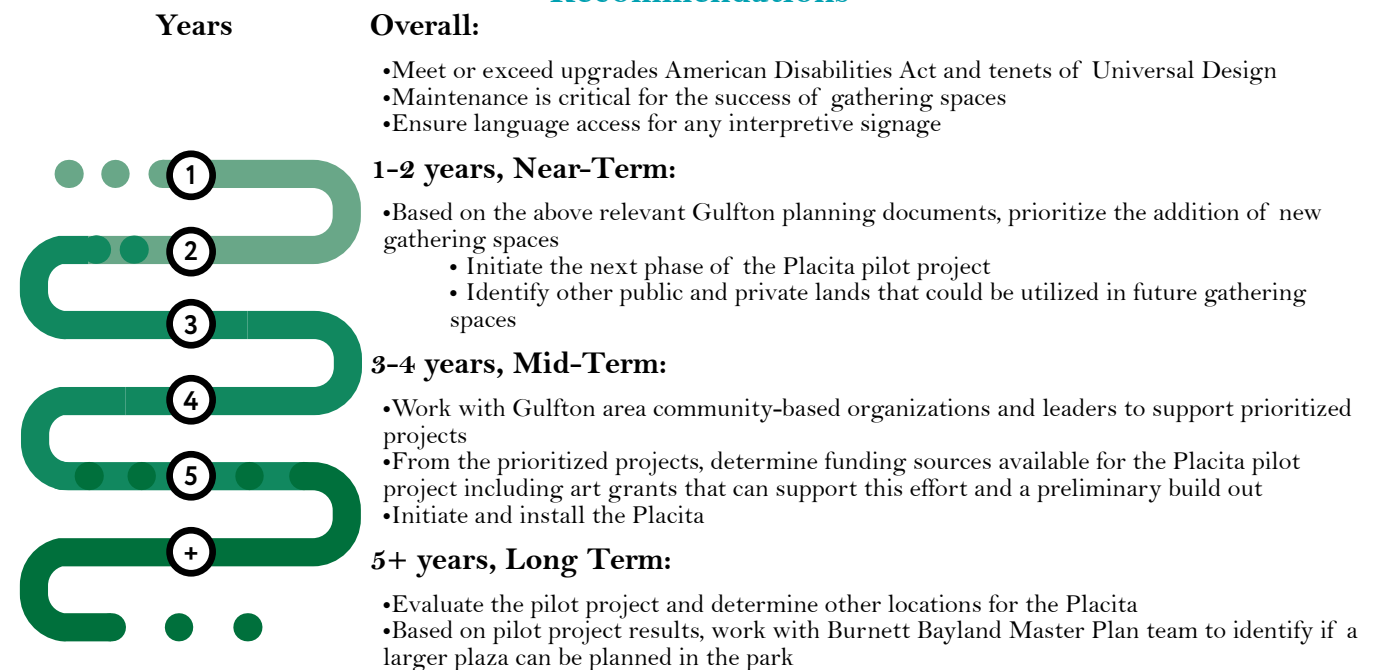 Recommendations
Years
Overall:
•Meet or exceed upgrades American Disabilities Act and tenets of Universal Design
•Maintenance is critical for the success of gathering spaces
•Ensure language access for any interpretive signage
1-2 years, Near-Term:
•Based on the above relevant Gulfton planning documents, prioritize the addition of new
gathering spaces
• Initiate the next phase of the Placita pilot project
• Identify other public and private lands that could be utilized in future gathering
spaces
3-4 years, Mid-Term:
•Work with Gulfton area community-based organizations and leaders to support prioritized
projects
•From the prioritized projects, determine funding sources available for the Placita pilot
project including art grants that can support this effort and a preliminary build out
•Initiate and install the Placita
5+ years, Long Term:
•Evaluate the pilot project and determine other locations for the Placita
•Based on pilot project results, work with Burnett Bayland Master Plan team to identify if a
larger plaza can be planned in the park
1
2
3
4
5
+